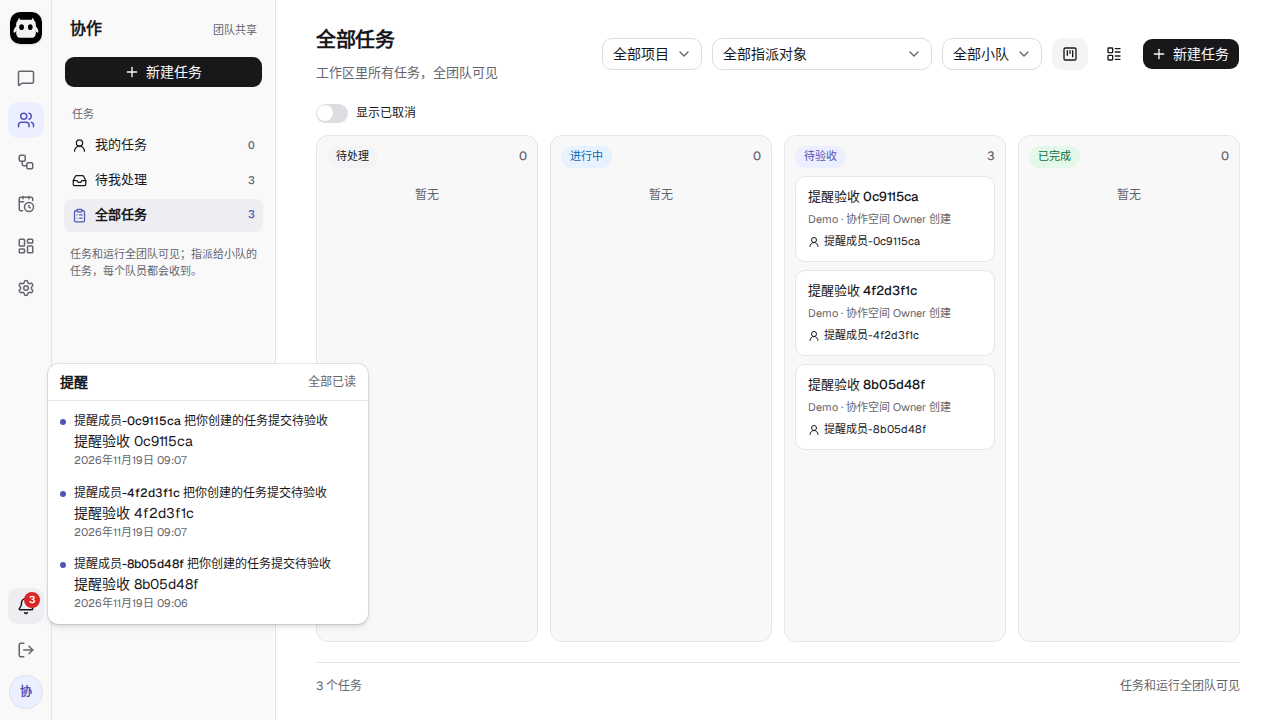 协作
团队共享
新建任务
任务
我的任务 0
待我处理 3
全部任务 3
任务和运行全团队可见；指派给小队的
任务，每个队员都会收到。
提醒 全部已读
提醒成员-0c9115ca 把你创建的任务提交待验收
提醒验收 0c9115ca
2026年11月19日 09:07
提醒成员-4f2d3f1c 把你创建的任务提交待验收
提醒验收 4f2d3f1c
2026年11月19日 09:07
提醒成员-8b05d48f 把你创建的任务提交待验收
提醒验收 8b05d48f
2026年11月19日 09:06
3
协
全部任务
工作区里所有任务，全团队可见
全部项目
全部指派对象
全部小队
新建任务
显示已取消
待处理 0
暂无
进行中 0
暂无
待验收 3
提醒验收 0c9115ca
Demo · 协作空间 Owner 创建
提醒成员-0c9115ca
提醒验收 4f2d3f1c
Demo · 协作空间 Owner 创建
提醒成员-4f2d3f1c
提醒验收 8b05d48f
Demo · 协作空间 Owner 创建
提醒成员-8b05d48f
已完成 0
暂无
3 个任务
任务和运行全团队可见